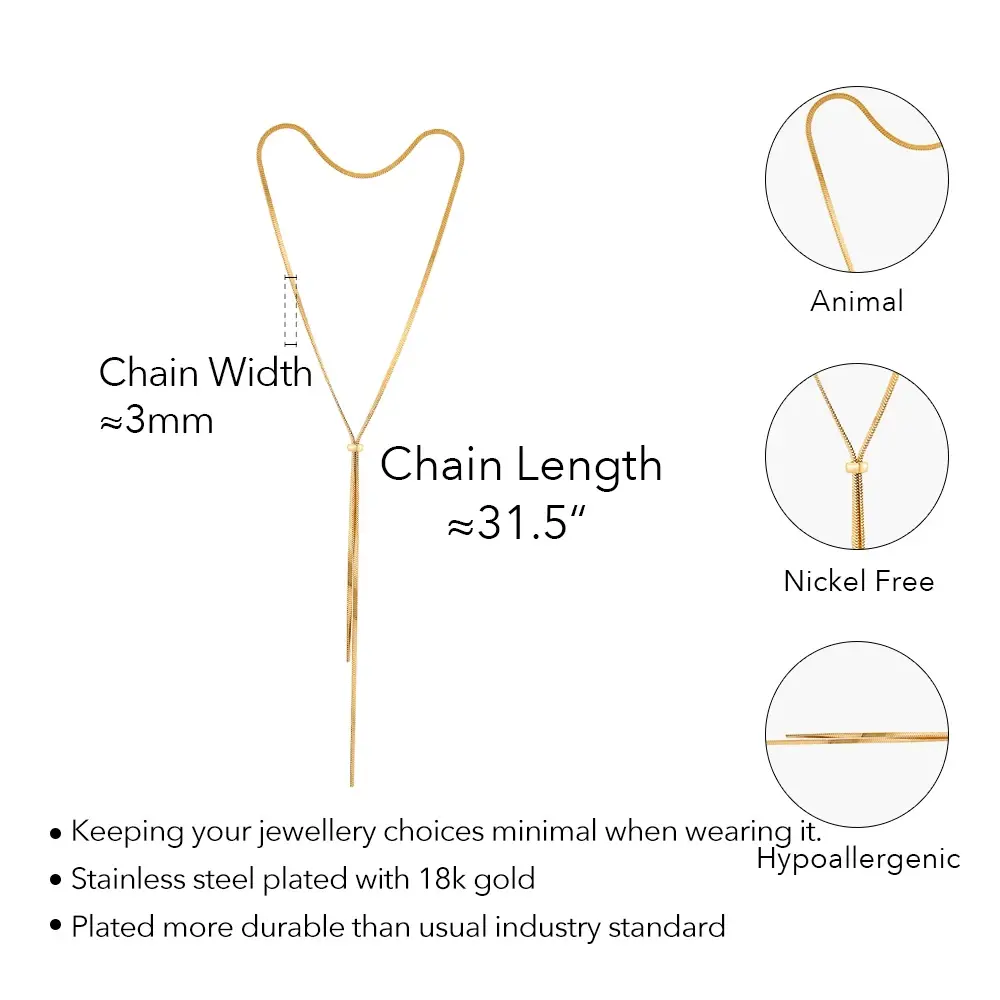 Animal
Chain Width
≈3mm
Chain Length
≈31.5“
Nickel Free
• Keeping your jewellery choices minimal when wearing it.
Hypoallergenic
• Stainless steel plated with 18k gold
• Plated more durable than usual industry standard